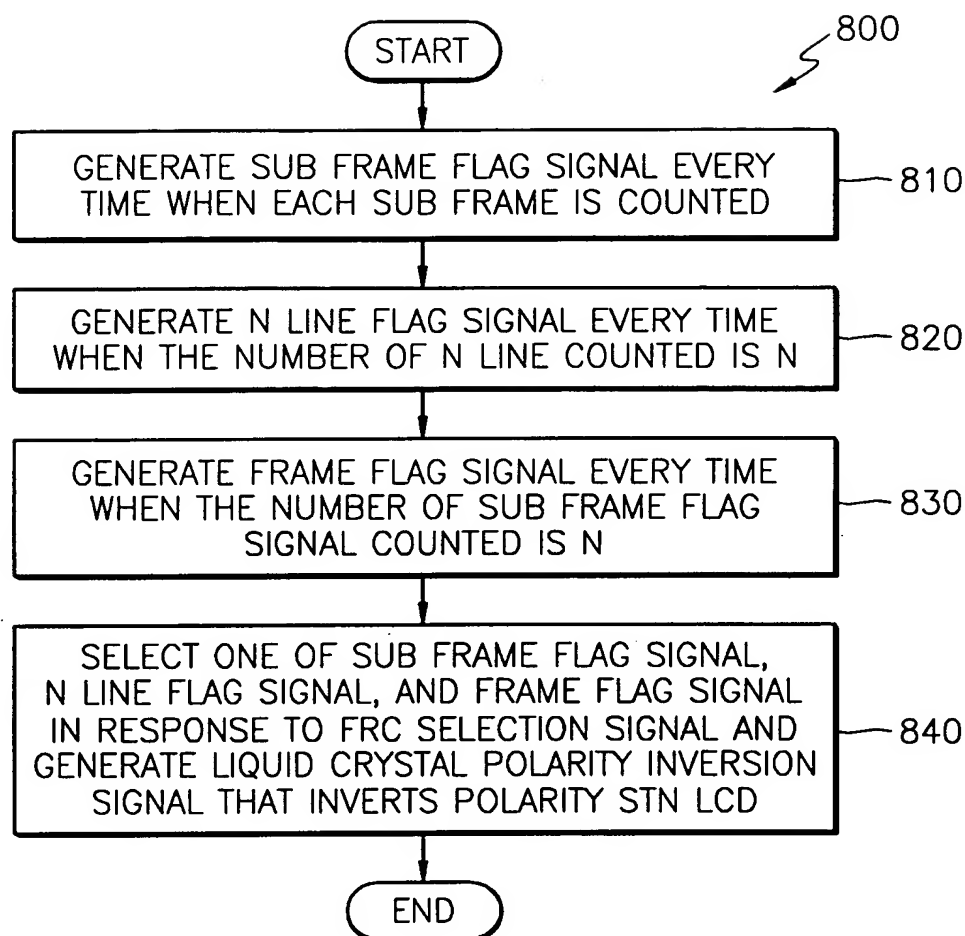 START
800
GENERATE SUB FRAME FLAG SIGNAL EVERY
TIME WHEN EACH SUB FRAME IS COUNTED
810
GENERATE N LINE FLAG SIGNAL EVERY TIME
WHEN THE NUMBER OF N LINE COUNTED IS N
820
GENERATE FRAME FLAG SIGNAL EVERY TIME
WHEN THE NUMBER OF SUB FRAME FLAG
SIGNAL COUNTED IS N
830
SELECT ONE OF SUB FRAME FLAG SIGNAL,
N LINE FLAG SIGNAL, AND FRAME FLAG SIGNAL
IN RESPONSE TO FRC SELECTION SIGNAL AND
GENERATE LIQUID CRYSTAL POLARITY INVERSION
SIGNAL THAT INVERTS POLARITY STN LCD
840
END